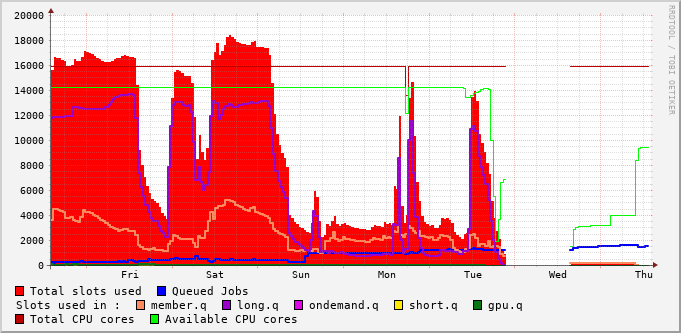 20000
18000
16000
14000
12000
10000
8000
6000
4000
2000
0
Fri Sat Sun Mon Tue Wed Thu
RRDTOOL / TOBI OETIKER
Total slots used Queued Jobs
Slots used in : member.q long.q ondemand.q short.q gpu.q
Total CPU cores Available CPU cores